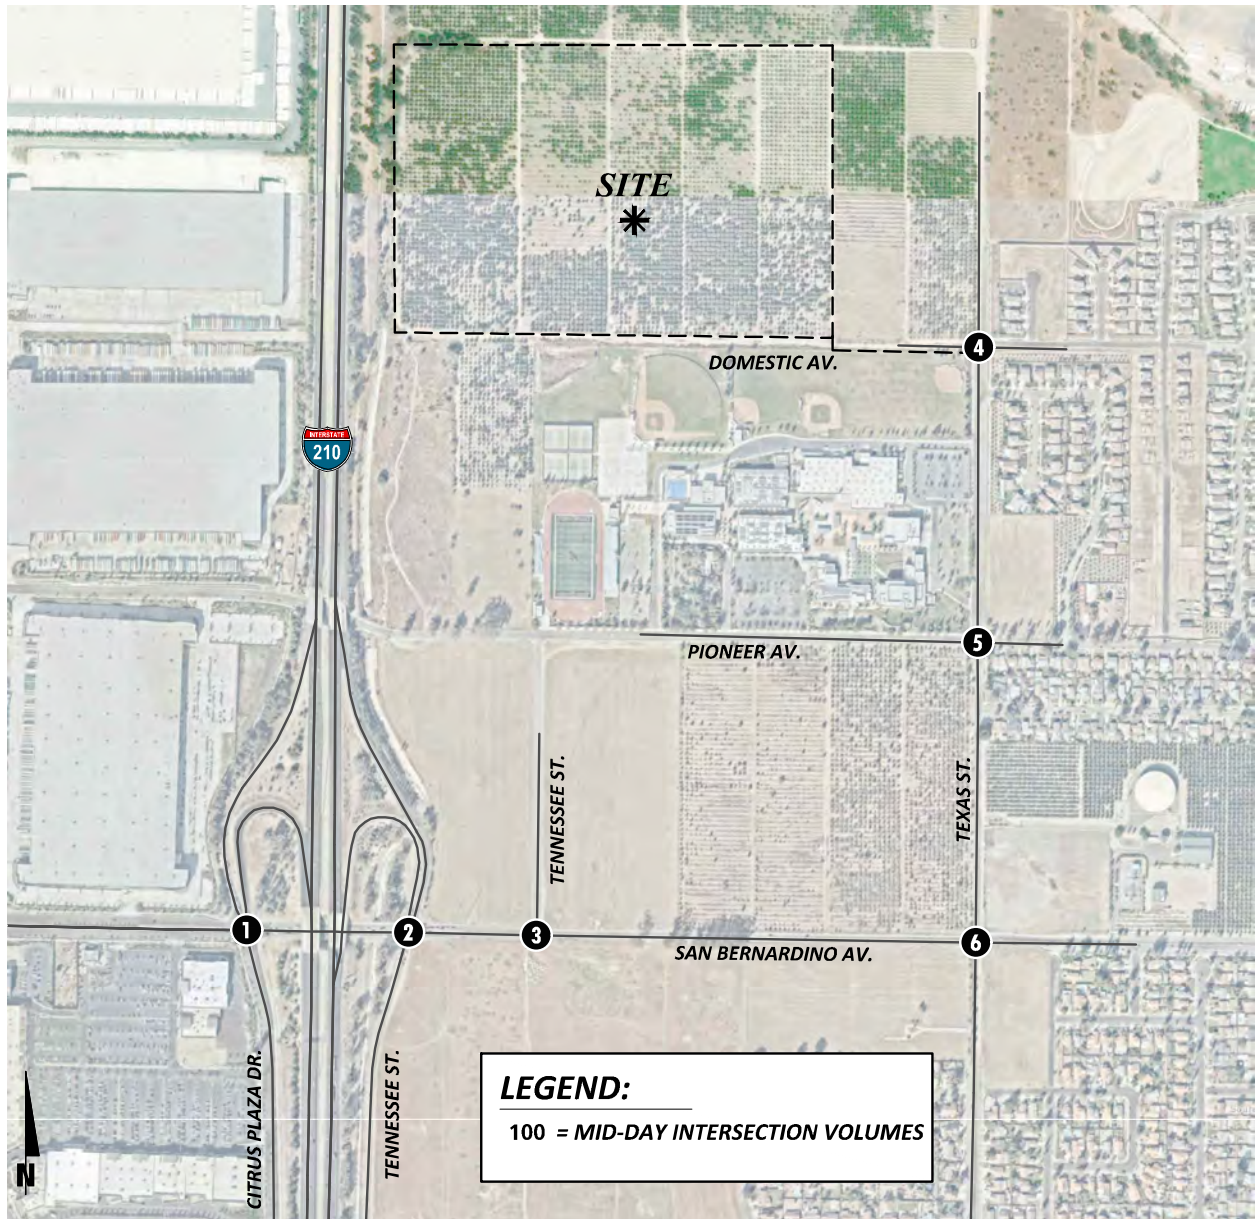 SITE
4
DOMESTIC AV.
INTERSTATE
210
5
PIONEER AV.
TENNESSEE ST.
TEXAS ST.
1
2
3
6
SAN BERNARDINO AV.
CITRUS PLAZA DR.
TENNESSEE ST.
LEGEND:
100 = MID-DAY INTERSECTION VOLUMES
N